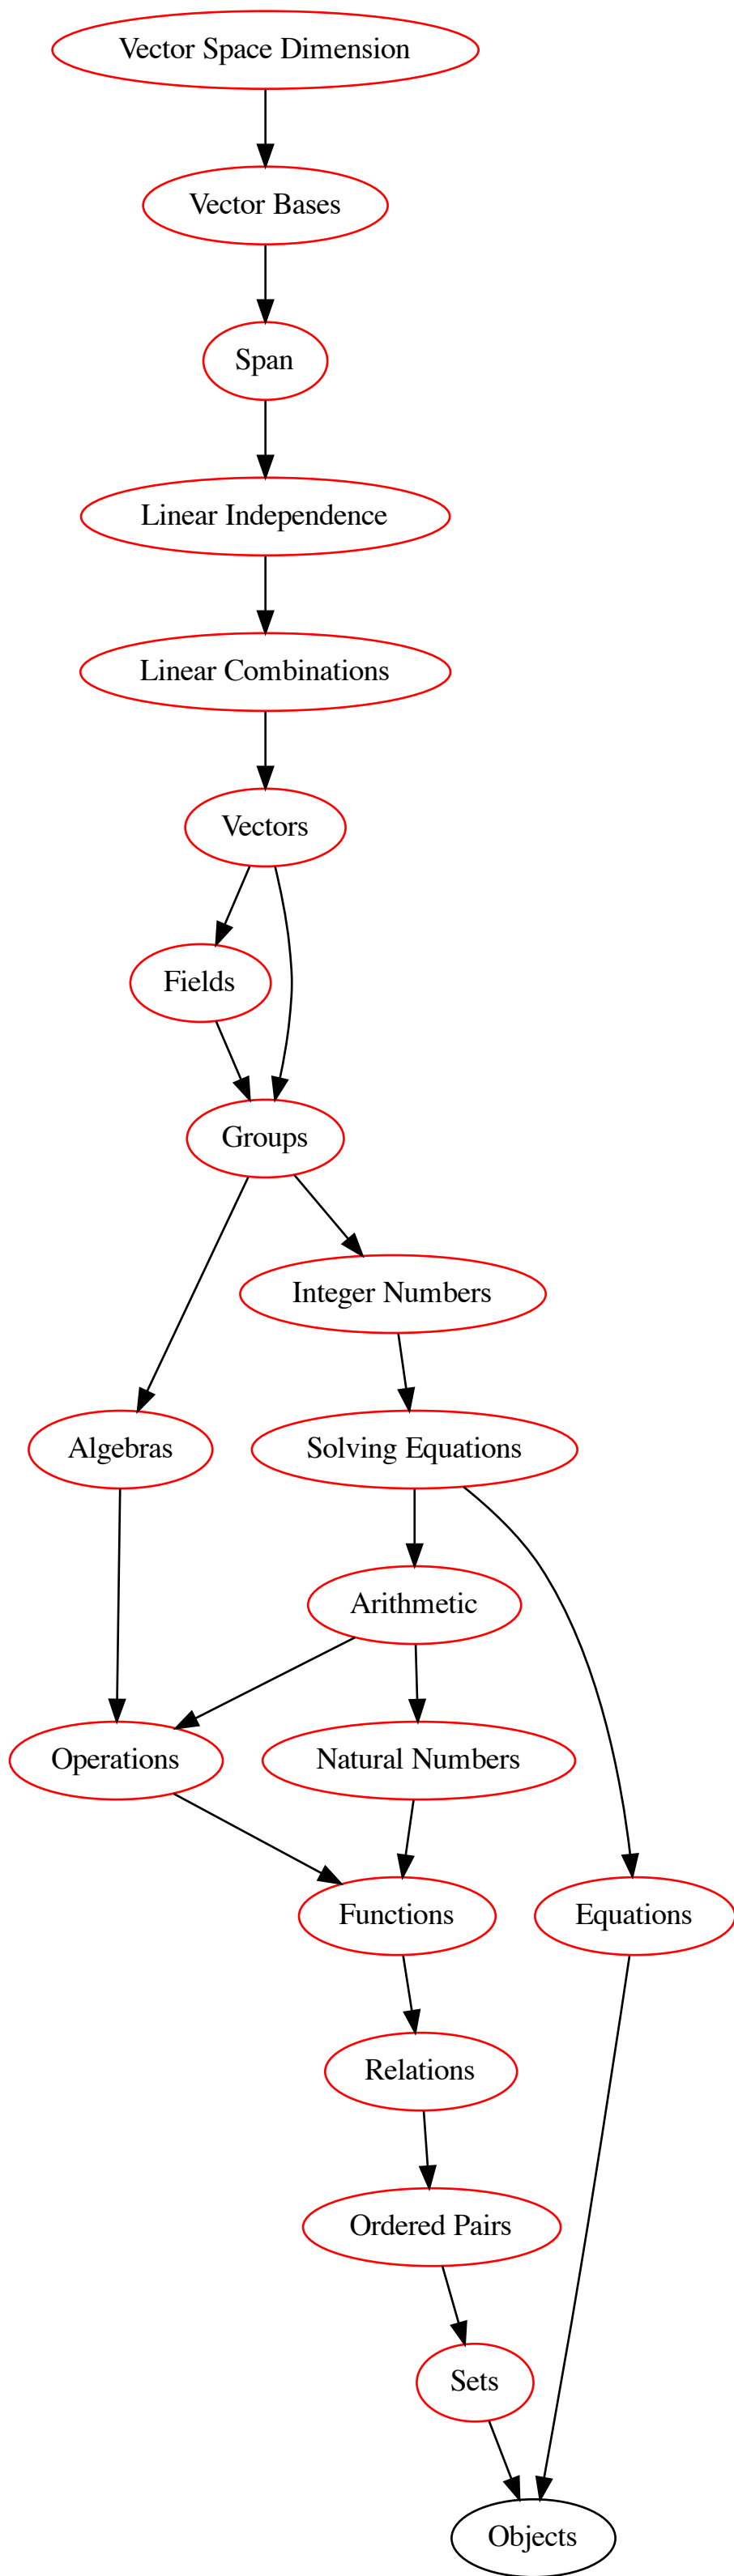 Vector Space Dimension
Vector Bases
Span
Linear Independence
Linear Combinations
Vectors
Fields
Groups
Integer Numbers
Algebras
Solving Equations
Arithmetic
Operations
Natural Numbers
Functions
Equations
Relations
Ordered Pairs
Sets
Objects